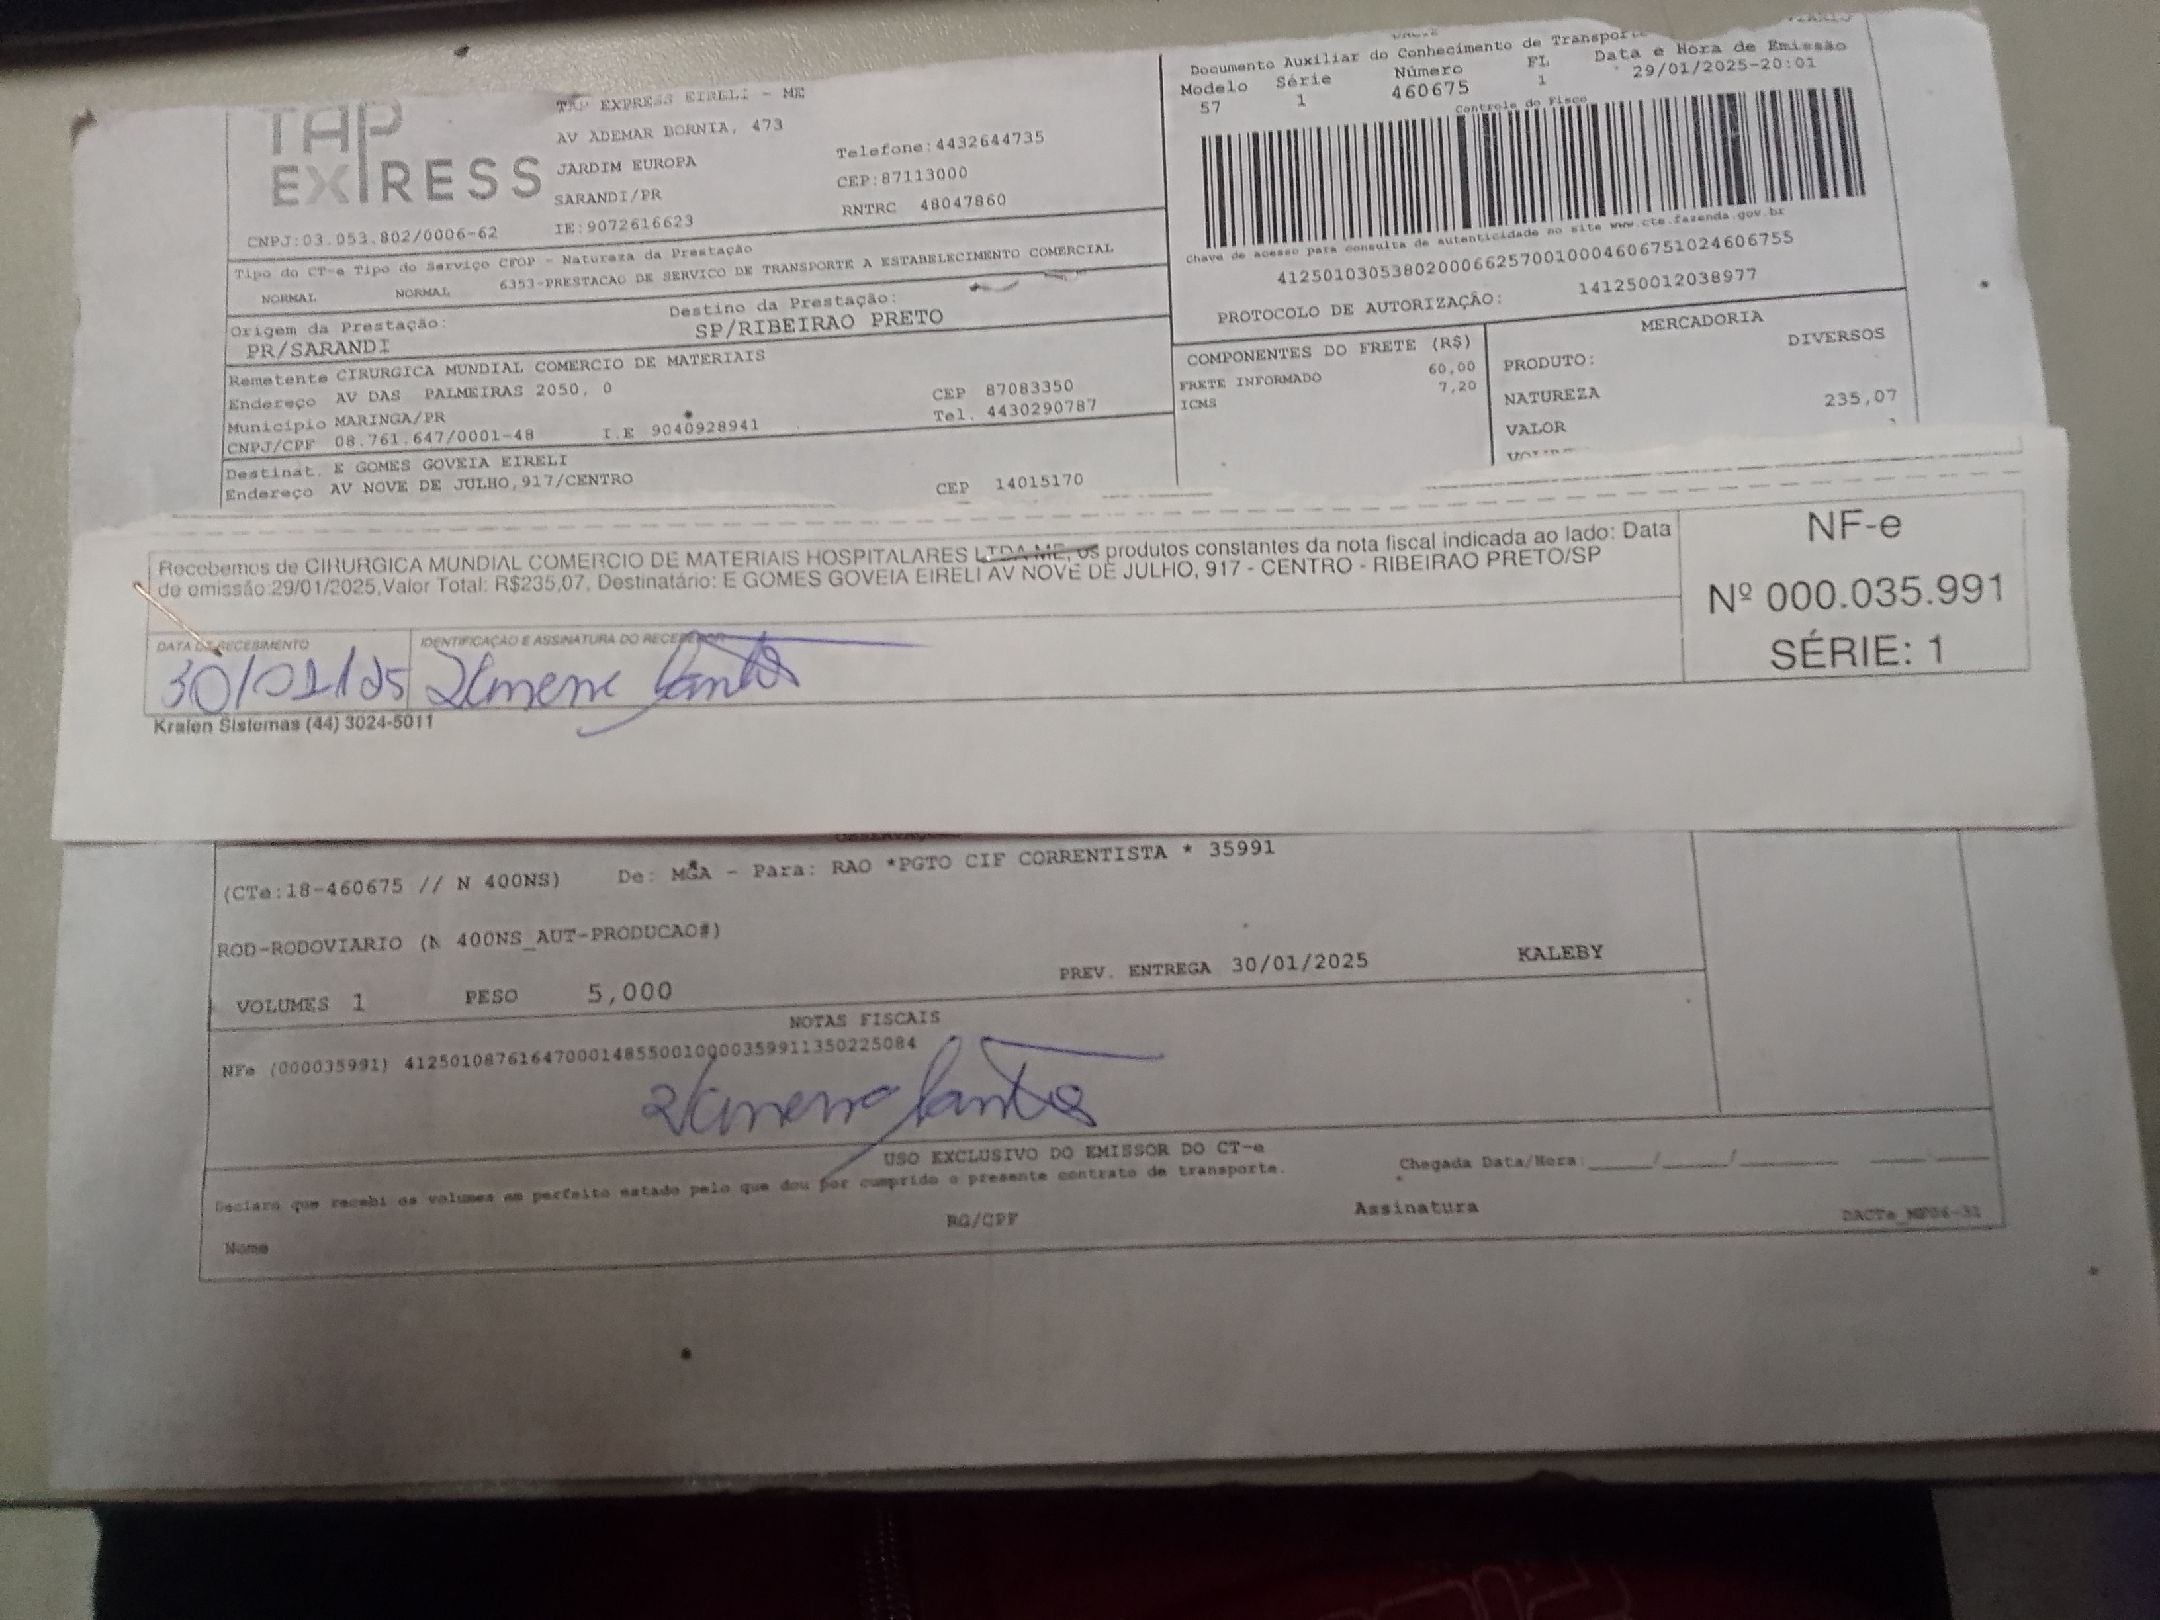 TAP
EXPRESS
TAP EXPRESS EIRELI - ME
AV ADEMAR BORNIA, 473
JARDIM EUROPA
SARANDI/PR
CNPJ:03.053.802/0006-62 IE:9072616623
Telefone:4432644735
CEP:87113000
RNTRC 48047860
Documento Auxiliar do Conhecimento de Transporte
Modelo Série Número FL Data e Hora de Emissão
57 1 460675 1 29/01/2025-20:01
Controle do Fisco
Chave de acesso para consulta de autenticidade no site www.cte.fazenda.gov.br
41250103053802000662570010004606751024606755
PROTOCOLO DE AUTORIZAÇÃO: 141250012038977
Tipo do CT-e Tipo do Serviço CFOP - Natureza da Prestação
NORMAL NORMAL 6353-PRESTACAO DE SERVICO DE TRANSPORTE A ESTABELECIMENTO COMERCIAL
Origem da Prestação: Destino da Prestação:
PR/SARANDI SP/RIBEIRAO PRETO
Remetente CIRURGICA MUNDIAL COMERCIO DE MATERIAIS
Endereço AV DAS PALMEIRAS 2050, 0 CEP 87083350
Município MARINGA/PR Tel. 4430290787
CNPJ/CPF 08.761.647/0001-48 I.E 9040928941
Destinat. E GOMES GOVEIA EIRELI
Endereço AV NOVE DE JULHO,917/CENTRO CEP 14015170
COMPONENTES DO FRETE (R$)
FRETE INFORMADO 60,00
ICMS 7,20
MERCADORIA
PRODUTO: DIVERSOS
NATUREZA
VALOR 235,07
Recebemos de CIRURGICA MUNDIAL COMERCIO DE MATERIAIS HOSPITALARES LTDA ME, os produtos constantes da nota fiscal indicada ao lado: Data
de emissão:29/01/2025,Valor Total: R$235,07, Destinatário: E GOMES GOVEIA EIRELI AV NOVE DE JULHO, 917 - CENTRO - RIBEIRAO PRETO/SP
NF-e
Nº 000.035.991
SÉRIE: 1
DATA DE RECEBIMENTO IDENTIFICAÇÃO E ASSINATURA DO RECEBEDOR
30/01/25
Kralen Sistemas (44) 3024-5011
(CTe:18-460675 // N 400NS) De: MGA - Para: RAO *PGTO CIF CORRENTISTA * 35991
ROD-RODOVIARIO (N 400NS_AUT-PRODUCAO#)
VOLUMES 1 PESO 5,000 PREV. ENTREGA 30/01/2025 KALEBY
NOTAS FISCAIS
NFe (000035991) 41250108761647000148550010000359911350225084
USO EXCLUSIVO DO EMISSOR DO CT-e
Declaro que recebi os volumes em perfeito estado pelo que dou por cumprido o presente contrato de transporte.
Chegada Data/Hora:____/____/____ ____:____
Nome RG/CPF Assinatura